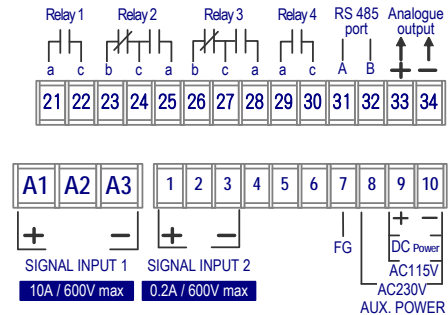 Relay 1 Relay 2 Relay 3 Relay 4 RS 485 port Analogue output
a c b c a b c a a c A B + −
21 22 23 24 25 26 27 28 29 30 31 32 33 34
A1 A2 A3 1 2 3 4 5 6 7 8 9 10
+ − + − + −
SIGNAL INPUT 1 SIGNAL INPUT 2 FG DC Power
10A / 600V max 0.2A / 600V max AC115V
AC230V
AUX. POWER